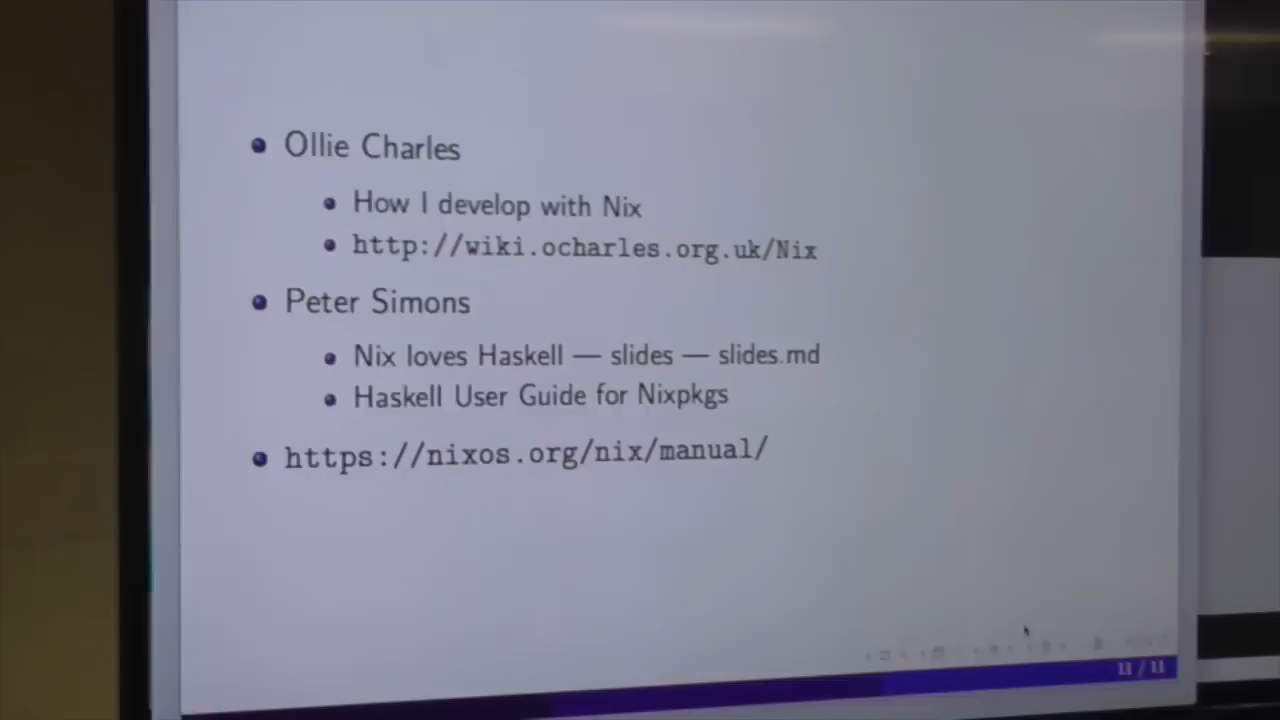 Ollie Charles
How I develop with Nix
http://wiki.ocharles.org.uk/Nix
Peter Simons
Nix loves Haskell — slides — slides.md
Haskell User Guide for Nixpkgs
https://nixos.org/nix/manual/
11 / 11